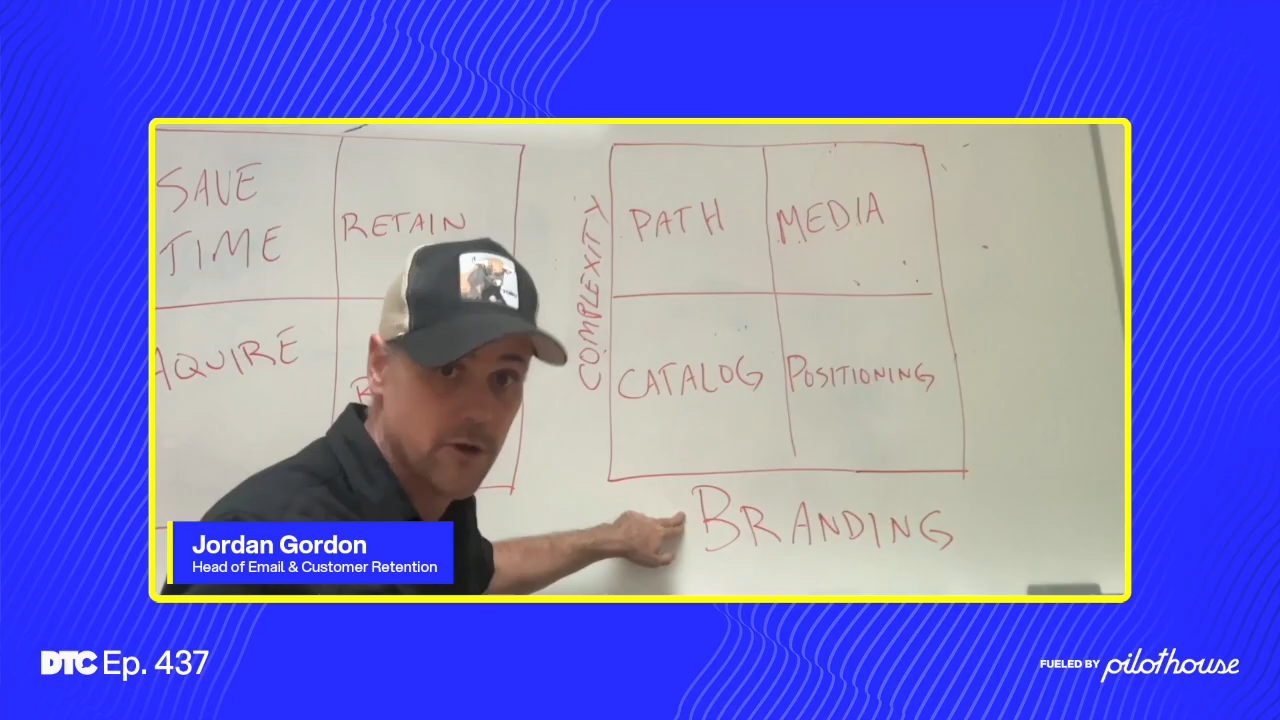 SAVE
TIME
RETAIN
AQUIRE
COMPLEXITY
PATH
MEDIA
CATALOG
POSITIONING
BRANDING
Jordan Gordon
Head of Email & Customer Retention
DTC Ep. 437
FUELED BY pilothouse